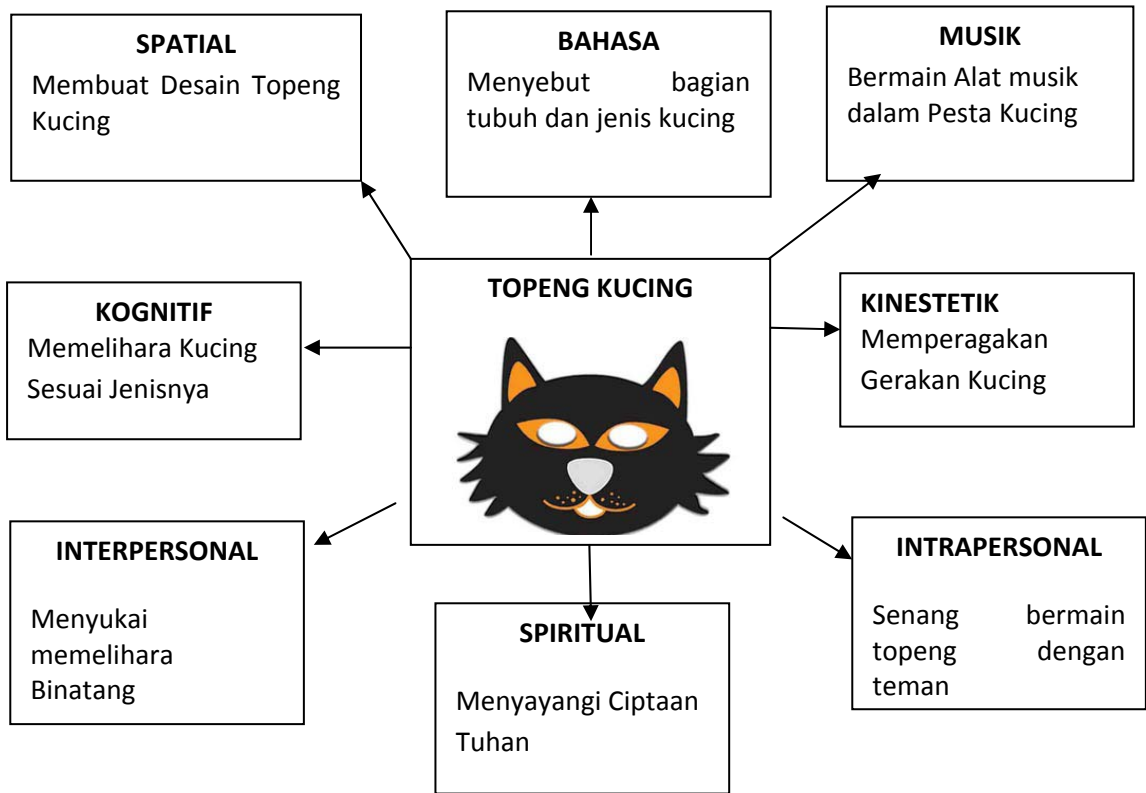 SPATIAL
Membuat Desain Topeng
Kucing
BAHASA
Menyebut bagian
tubuh dan jenis kucing
MUSIK
Bermain Alat musik
dalam Pesta Kucing
KOGNITIF
Memelihara Kucing
Sesuai Jenisnya
TOPENG KUCING
KINESTETIK
Memperagakan
Gerakan Kucing
INTERPERSONAL
Menyukai
memelihara
Binatang
SPIRITUAL
Menyayangi Ciptaan
Tuhan
INTRAPERSONAL
Senang bermain
topeng dengan
teman